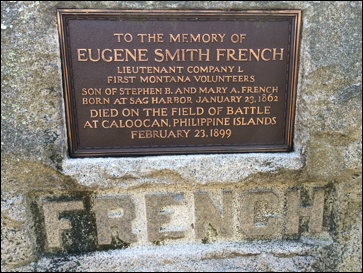 TO THE MEMORY OF
EUGENE SMITH FRENCH
LIEUTENANT COMPANY L
FIRST MONTANA VOLUNTEERS
SON OF STEPHEN B. AND MARY A. FRENCH
BORN AT SAG HARBOR JANUARY 23, 1862
DIED ON THE FIELD OF BATTLE
AT CALOOCAN, PHILIPPINE ISLANDS
FEBRUARY 23, 1899
FRENCH